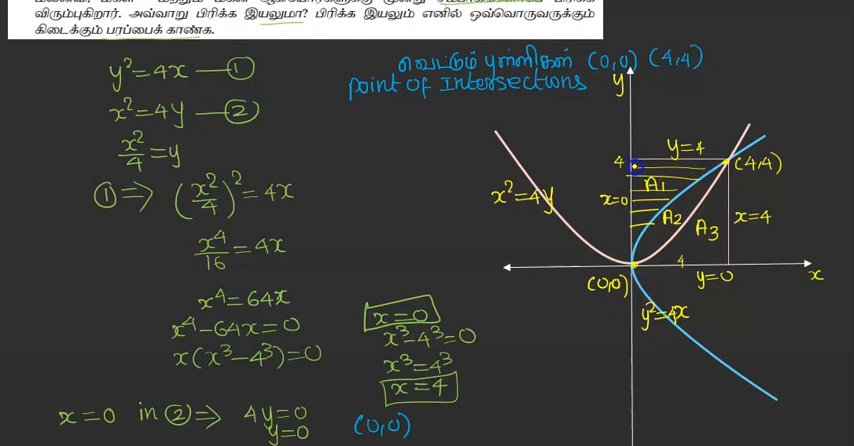 விரும்புகிறார். அவ்வாறு பிரிக்க இயலுமா? பிரிக்க இயலும் எனில் ஒவ்வொருவருக்கும்
கிடைக்கும் பரப்பைக் காண்க.
வெட்டும் புள்ளிகள் (0,0) (4,4)
Point of Intersections
y²=4x —①
x²=4y —②
x²/4 = y
①⇒ (x²/4)² = 4x
x⁴/16 = 4x
x⁴=64x
x⁴-64x=0
x(x³-4³)=0
x=0
x³-4³=0
x³=4³
x=4
x=0 in ②⇒ 4y=0
y=0
(0,0)
y
4
y=4
(4,4)
x²=4y
x=0
A1
A2
A3
x=4
4
(0,0)
y=0
x
y²=4x